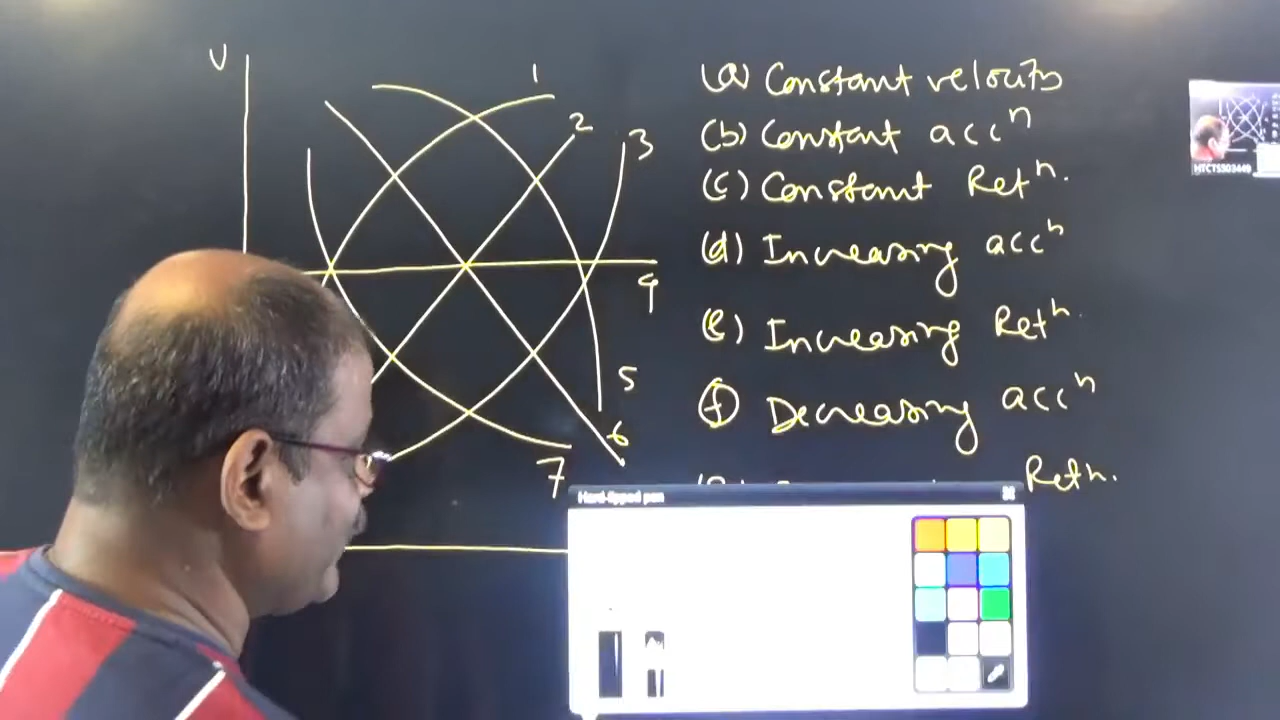 v
1
2
3
4
5
6
7
(a) Constant velocity
(b) Constant accⁿ
(c) Constant Retⁿ.
(d) Increasing accⁿ
(e) Increasing Retⁿ.
(f) Decreasing accⁿ
Retⁿ.
Hard-tipped pen